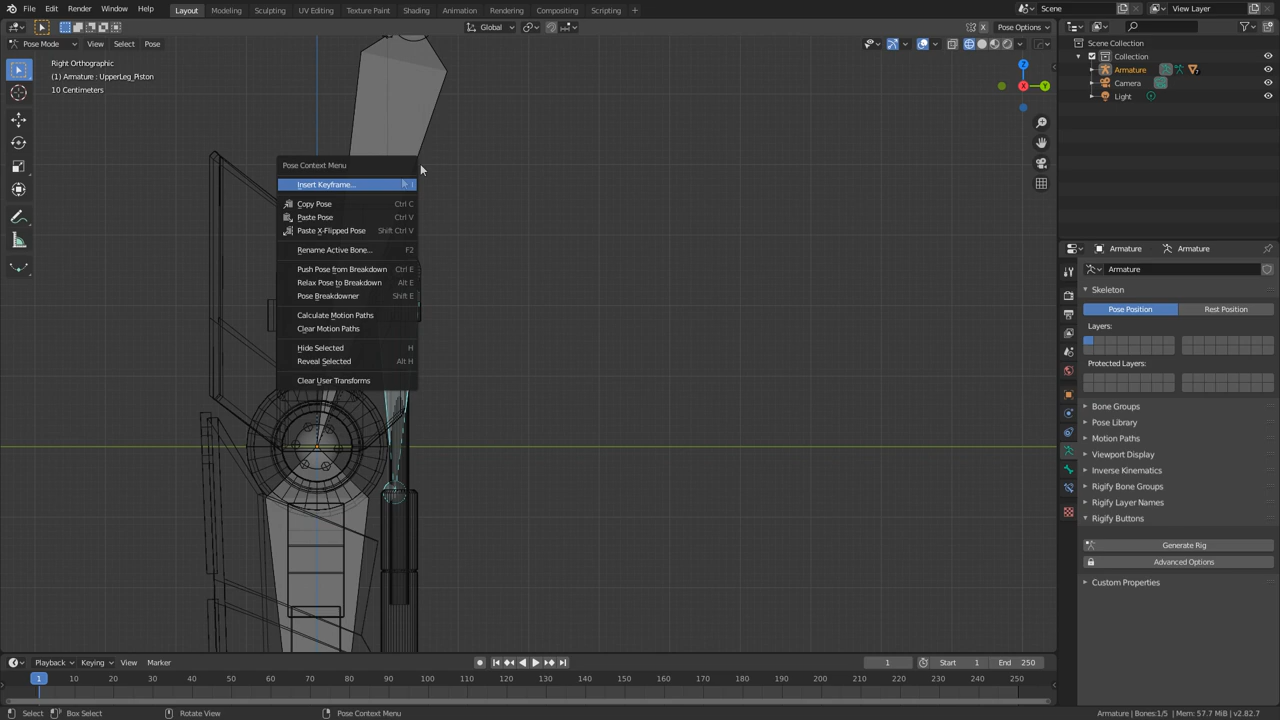 File Edit Render Window Help Layout Modeling Sculpting UV Editing Texture Paint Shading Animation Rendering Compositing Scripting + Scene View Layer
Global Pose Options
Pose Mode View Select Pose
Scene Collection
Collection
Armature
Camera
Light
Right Orthographic
(1) Armature : UpperLeg_Piston
10 Centimeters
Z
Y
X
Pose Context Menu
Insert Keyframe... I
Copy Pose Ctrl C
Paste Pose Ctrl V
Paste X-Flipped Pose Shift Ctrl V
Rename Active Bone... F2
Push Pose from Breakdown Ctrl E
Relax Pose to Breakdown Alt E
Pose Breakdowner Shift E
Calculate Motion Paths
Clear Motion Paths
Hide Selected H
Reveal Selected Alt H
Clear User Transforms
Armature Armature
Armature
Skeleton
Pose Position Rest Position
Layers:
Protected Layers:
Bone Groups
Pose Library
Motion Paths
Viewport Display
Inverse Kinematics
Rigify Bone Groups
Rigify Layer Names
Rigify Buttons
Generate Rig
Advanced Options
Custom Properties
Playback Keying View Marker 1 Start 1 End 250
1 10 20 30 40 50 60 70 80 90 100 110 120 130 140 150 160 170 180 190 200 210 220 230 240 250
Select Box Select Rotate View Pose Context Menu Armature | Bones:1/5 | Mem: 57.7 MiB | v2.82.7